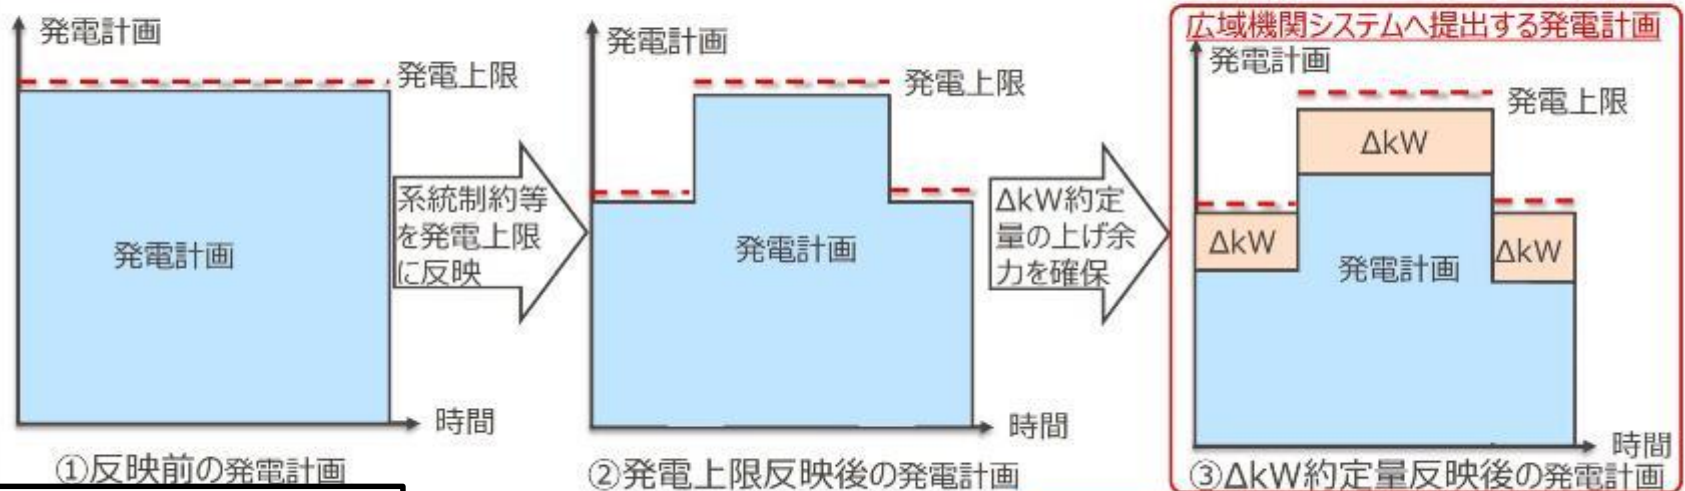 発電計画
発電上限
発電計画
①反映前の発電計画
時間
系統制約等
を発電上限
に反映
発電計画
発電上限
発電計画
時間
②発電上限反映後の発電計画
ΔkW約定
量の上げ余
力を確保
広域機関システムへ提出する発電計画
発電計画
発電上限
ΔkW
ΔkW
ΔkW
発電計画
時間
③ΔkW約定量反映後の発電計画